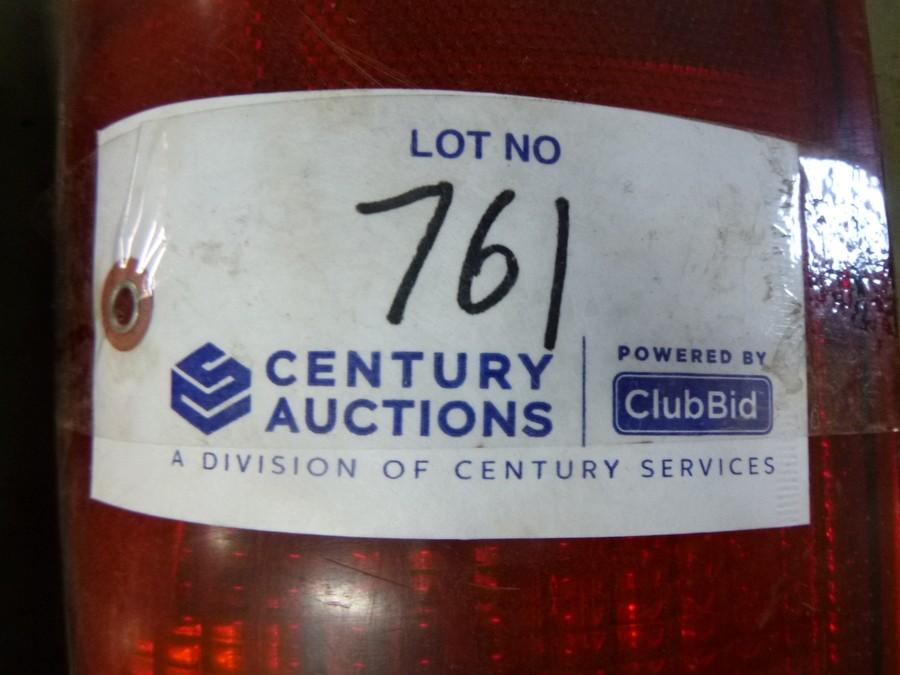 LOT NO
761
CENTURY
AUCTIONS
POWERED BY
ClubBid
A DIVISION OF CENTURY SERVICES